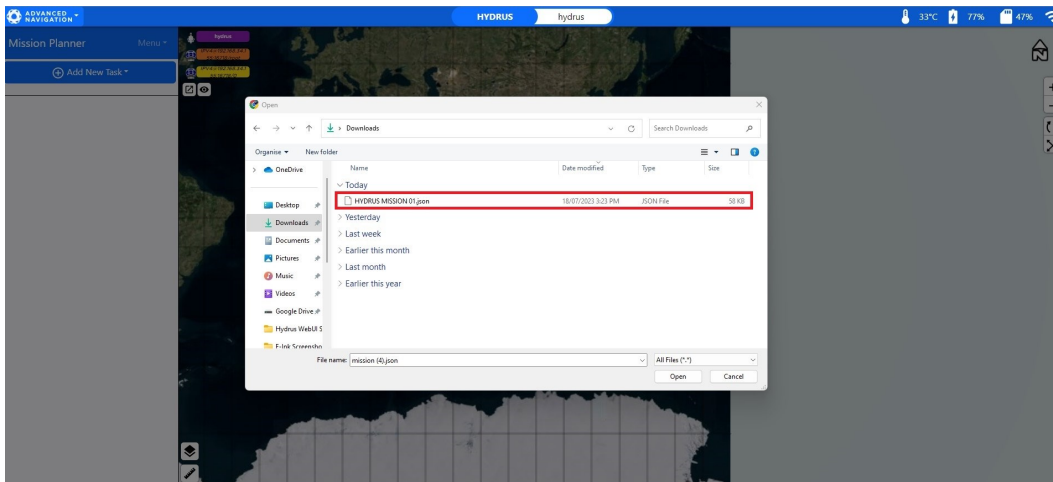 ADVANCED
NAVIGATION
HYDRUS
hydrus
33°C
77%
47%
Mission Planner
Menu
Add New Task
hydrus
Open
Downloads
Search Downloads
Organise
New folder
OneDrive
Desktop
Downloads
Documents
Pictures
Music
Videos
Google Drive
Hydrus WebUI S
E-Ink Screensho
Name
Date modified
Type
Size
Today
HYDRUS MISSION 01.json
18/07/2023 3:23 PM
JSON File
58 KB
Yesterday
Last week
Earlier this month
Last month
Earlier this year
File name:
mission (4).json
All Files (*.*)
Open
Cancel